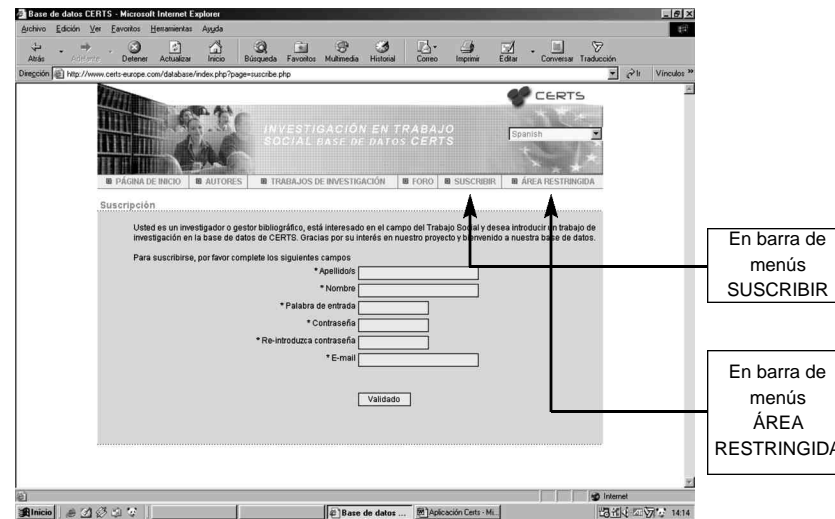 Base de datos CERTS - Microsoft Internet Explorer
Archivo Edición Ver Favoritos Herramientas Ayuda
Atrás Adelante Detener Actualizar Inicio Búsqueda Favoritos Multimedia Historial Correo Imprimir Editar Conversar Traducción
Dirección http://www.certs-europe.com/database/index.php?page=suscribe.php Ir Vínculos »
CERTS
INVESTIGACIÓN EN TRABAJO
SOCIAL BASE DE DATOS CERTS
Spanish
PÁGINA DE INICIO AUTORES TRABAJOS DE INVESTIGACIÓN FORO SUSCRIBIR ÁREA RESTRINGIDA
Suscripción
Usted es un investigador o gestor bibliográfico, está interesado en el campo del Trabajo Social y desea introducir un trabajo de
investigación en la base de datos de CERTS. Gracias por su interés en nuestro proyecto y bienvenido a nuestra base de datos.
Para suscribirse, por favor complete los siguientes campos
* Apellido/s
* Nombre
* Palabra de entrada
* Contraseña
* Re-introduzca contraseña
* E-mail
Validado
En barra de
menús
SUSCRIBIR
En barra de
menús
ÁREA
RESTRINGIDA
Internet
Inicio Base de datos ... Aplicación Certs - Mi... 14:14